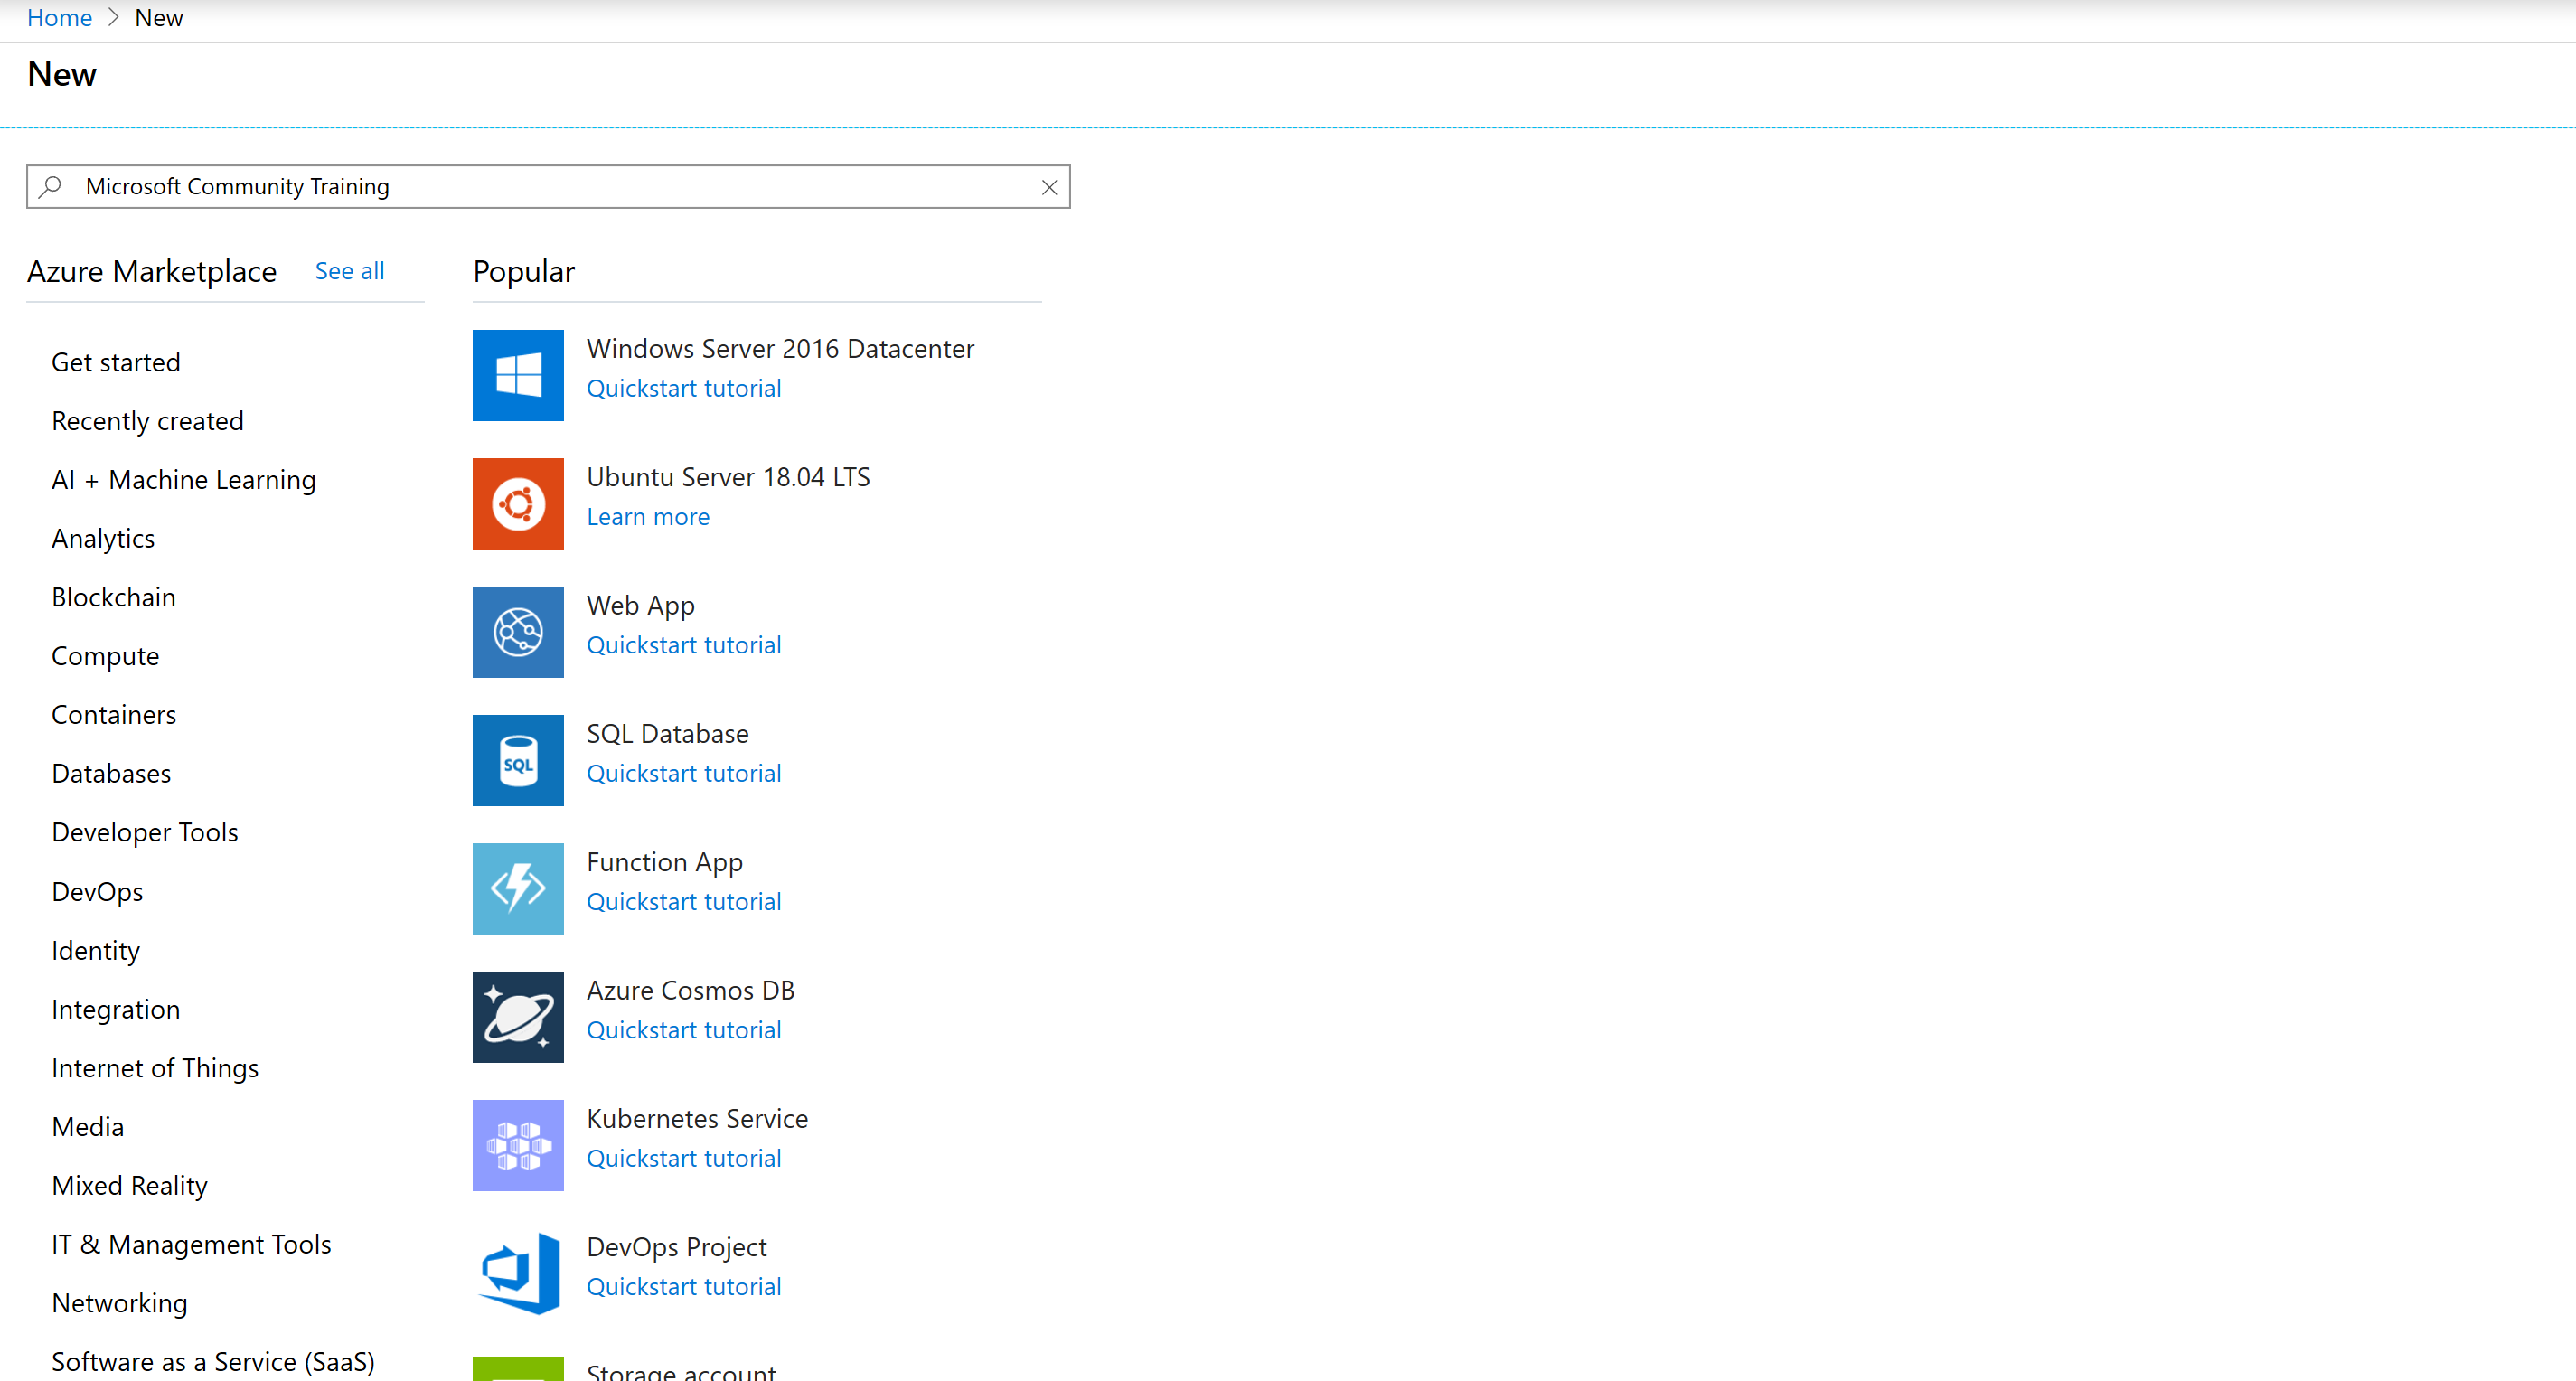 Home > New
New
Microsoft Community Training
Azure Marketplace See all
Get started
Recently created
AI + Machine Learning
Analytics
Blockchain
Compute
Containers
Databases
Developer Tools
DevOps
Identity
Integration
Internet of Things
Media
Mixed Reality
IT & Management Tools
Networking
Software as a Service (SaaS)
Popular
Windows Server 2016 Datacenter
Quickstart tutorial
Ubuntu Server 18.04 LTS
Learn more
Web App
Quickstart tutorial
SQL Database
SQL
Quickstart tutorial
Function App
Quickstart tutorial
Azure Cosmos DB
Quickstart tutorial
Kubernetes Service
Quickstart tutorial
DevOps Project
Quickstart tutorial
Storage account